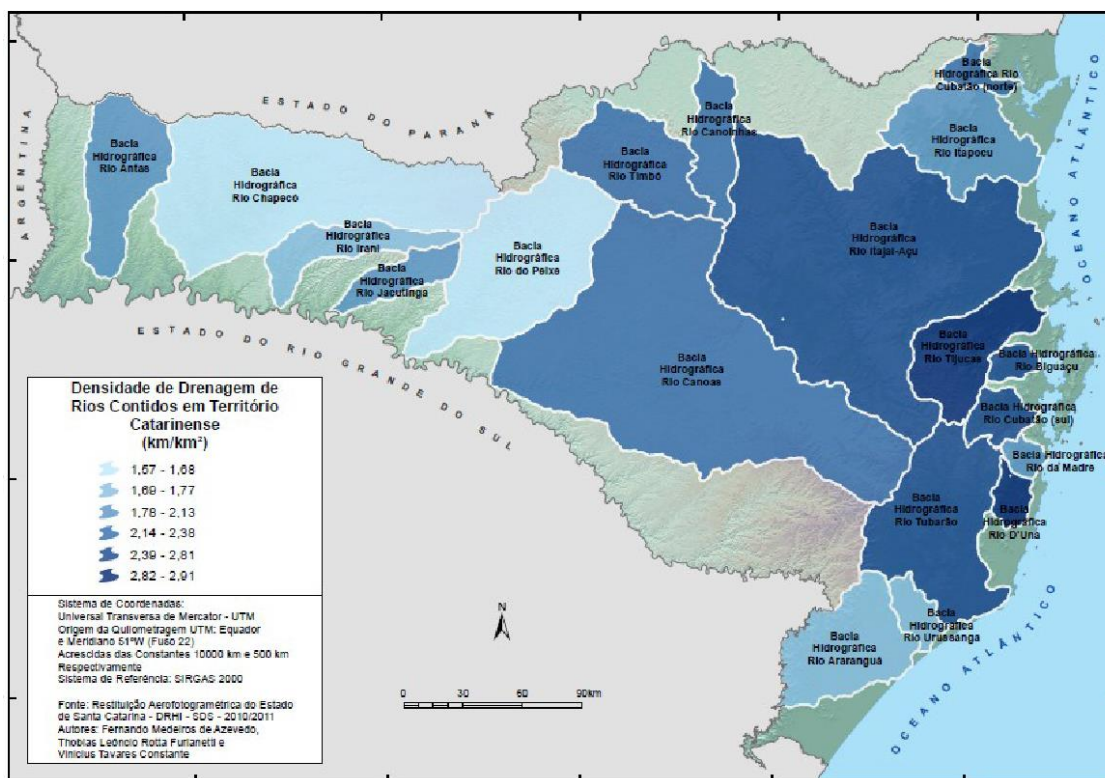 ESTADO DO PARANÁ
ARGENTINA
OCEANO ATLÂNTICO
Bacia
Hidrográfica Rio
Cubatão (norte)
Bacia
Hidrográfica
Rio Canoinhas
Bacia
Hidrográfica
Rio Antas
Bacia
Hidrográfica
Rio Timbó
Bacia
Hidrográfica
Rio Itapocu
Bacia
Hidrográfica
Rio Chapecó
Bacia
Hidrográfica
Rio Irani
Bacia
Hidrográfica
Rio do Peixe
Bacia
Hidrográfica
Rio Itajaí-Açu
Bacia
Hidrográfica
Rio Jacutinga
ESTADO DO RIO GRANDE DO SUL
Bacia
Hidrográfica
Rio Tijucas
Bacia Hidrográfica
Rio Biguaçu
Bacia
Hidrográfica
Rio Canoas
Bacia Hidrográfica
Rio Cubatão (sul)
Bacia Hidrográfica
Rio da Madre
Bacia
Hidrográfica
Rio Tubarão
Bacia
Hidrográfica
Rio D'Una
Bacia
Hidrográfica
Rio Urussanga
Bacia
Hidrográfica
Rio Araranguá
OCEANO ATLÂNTICO
Densidade de Drenagem de
Rios Contidos em Território
Catarinense
(km/km²)
1,57 - 1,68
1,69 - 1,77
1,78 - 2,13
2,14 - 2,38
2,39 - 2,81
2,82 - 2,91
Sistema de Coordenadas:
Universal Transversa de Mercator - UTM
Origem da Quilometragem UTM: Equador
e Meridiano 51ºW (Fuso 22)
Acrescidas das Constantes 10000 km e 500 km
Respectivamente
Sistema de Referência: SIRGAS 2000
Fonte: Restituição Aerofotogramétrica do Estado
de Santa Catarina - DRHI - SDS - 2010/2011
Autores: Fernando Medeiros de Azevedo,
Thobias Leôncio Rotta Furlanetti e
Vinicius Tavares Constante
N
0 15 30 60 90km